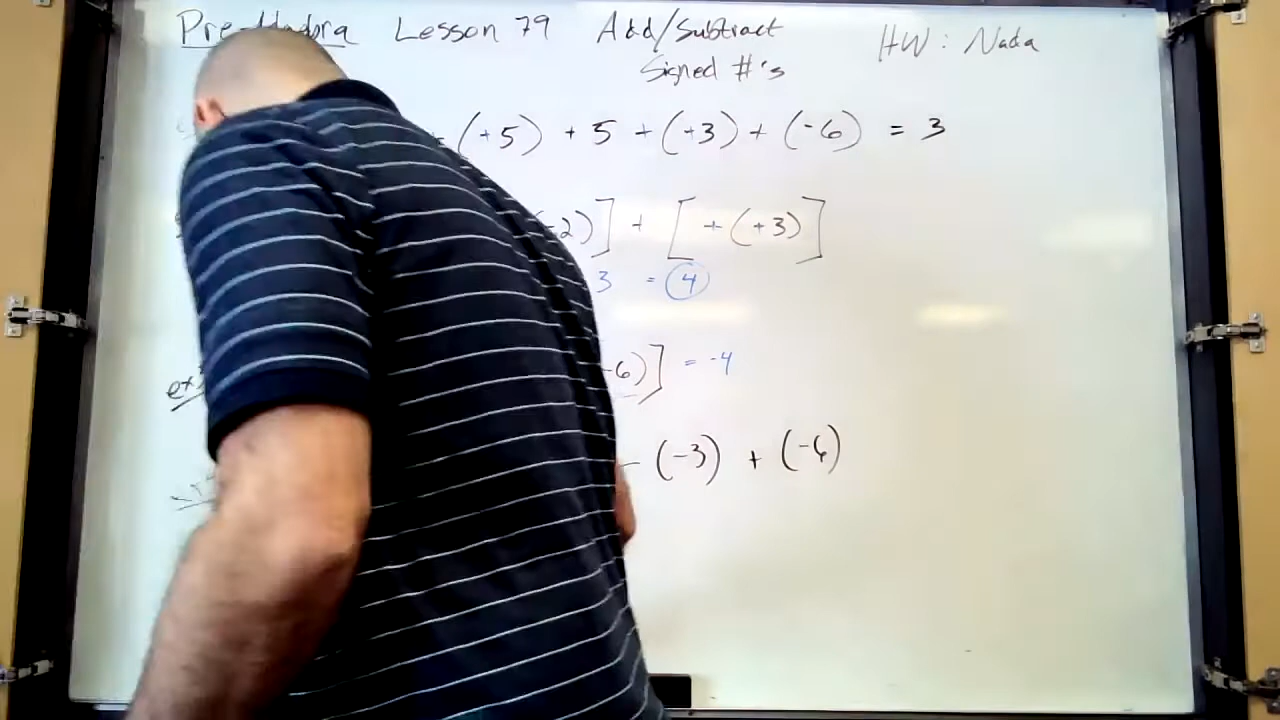 Pre-Algebra Lesson 79 Add/Subtract HW: Nada
Signed #'s
(+5) + 5 + (+3) + (-6) = 3
2)] + [ + (+3)]
3 = 4
ex
-6)] = -4
- (-3) + (-6)